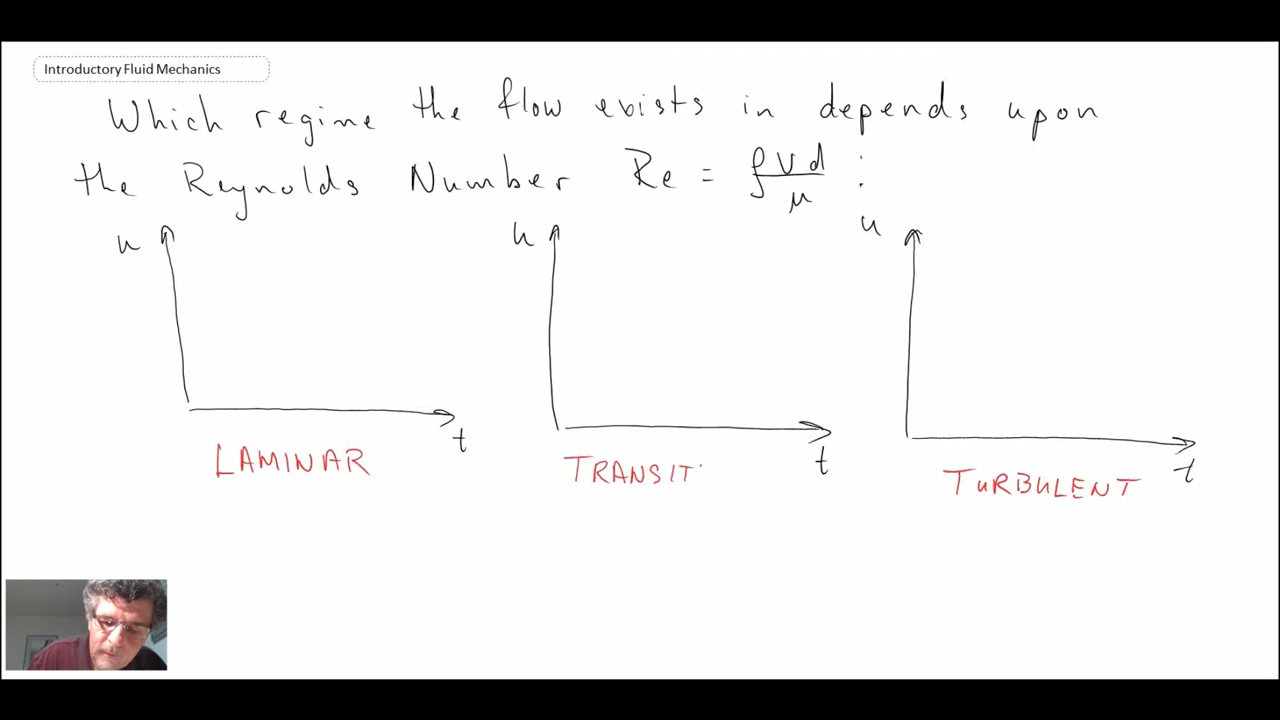 Introductory Fluid Mechanics
Which regime the flow exists in depends upon
the Reynolds Number Re = ρVd/μ :
u u u
t t t
LAMINAR TRANSIT TURBULENT